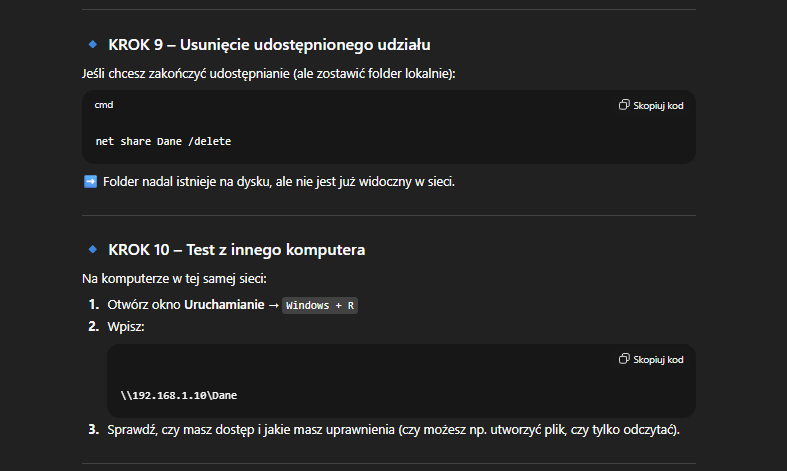 KROK 9 – Usunięcie udostępnionego udziału
Jeśli chcesz zakończyć udostępnianie (ale zostawić folder lokalnie):
cmd Skopiuj kod
net share Dane /delete
➡️ Folder nadal istnieje na dysku, ale nie jest już widoczny w sieci.
KROK 10 – Test z innego komputera
Na komputerze w tej samej sieci:
1. Otwórz okno Uruchamianie → Windows + R
2. Wpisz:
Skopiuj kod
\\192.168.1.10\Dane
3. Sprawdź, czy masz dostęp i jakie masz uprawnienia (czy możesz np. utworzyć plik, czy tylko odczytać).